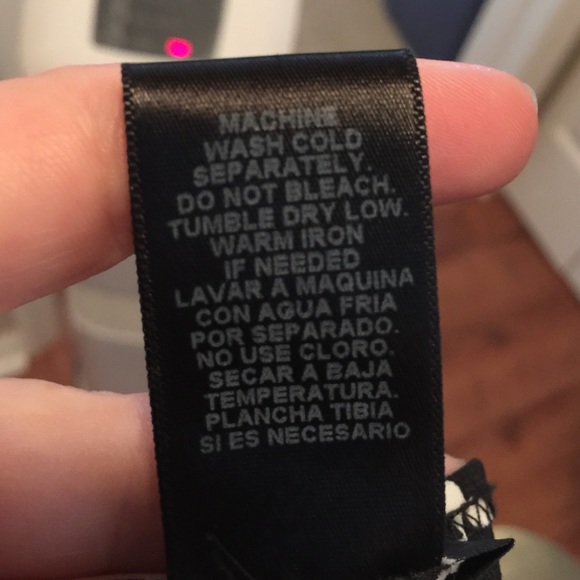 MACHINE
WASH COLD
SEPARATELY.
DO NOT BLEACH.
TUMBLE DRY LOW.
WARM IRON
IF NEEDED
LAVAR A MAQUINA
CON AGUA FRIA
POR SEPARADO.
NO USE CLORO.
SECAR A BAJA
TEMPERATURA.
PLANCHA TIBIA
SI ES NECESARIO